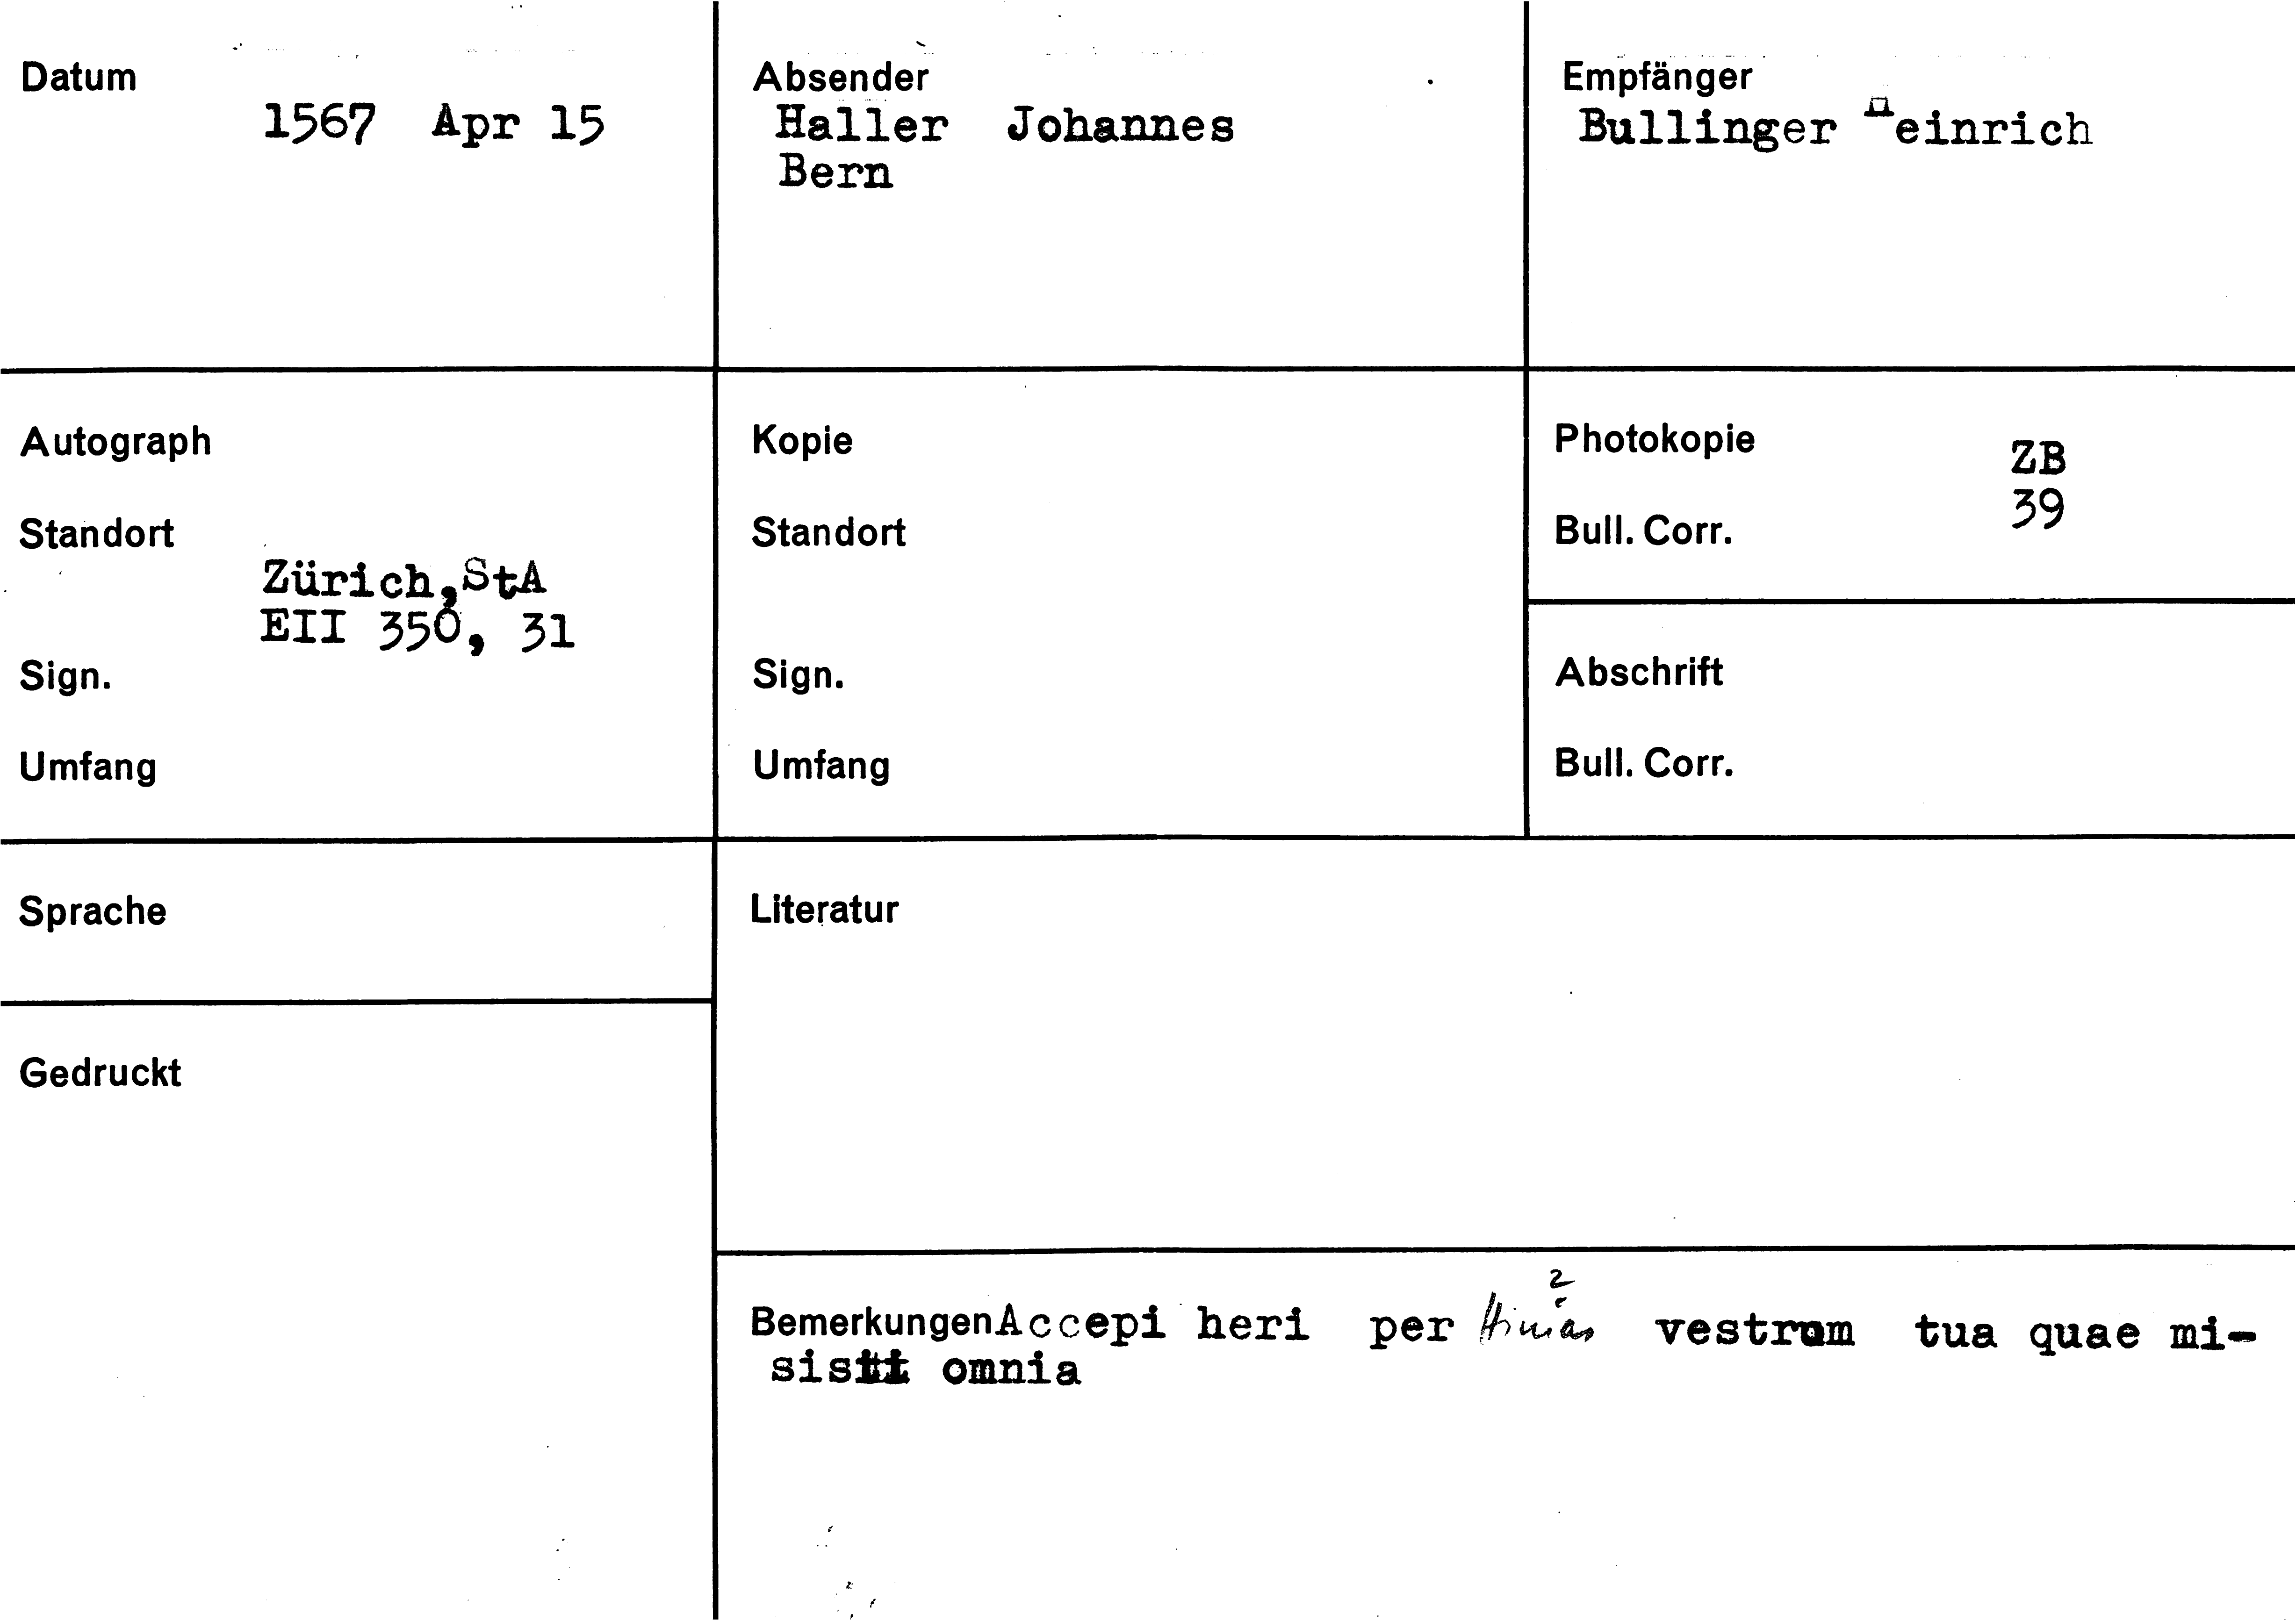 Datum
1567 Apr 15
Absender
Haller Johannes
Bern
Empfänger
Bullinger Heinrich
Autograph
Standort
Zürich, StA
EII 350, 31
Sign.
Umfang
Kopie
Standort
Sign.
Umfang
Photokopie
ZB
Bull. Corr.
39
Abschrift
Bull. Corr.
Sprache
Literatur
Gedruckt
Bemerkungen Accepi heri per vestrum tua quae mi-
sisti omnia